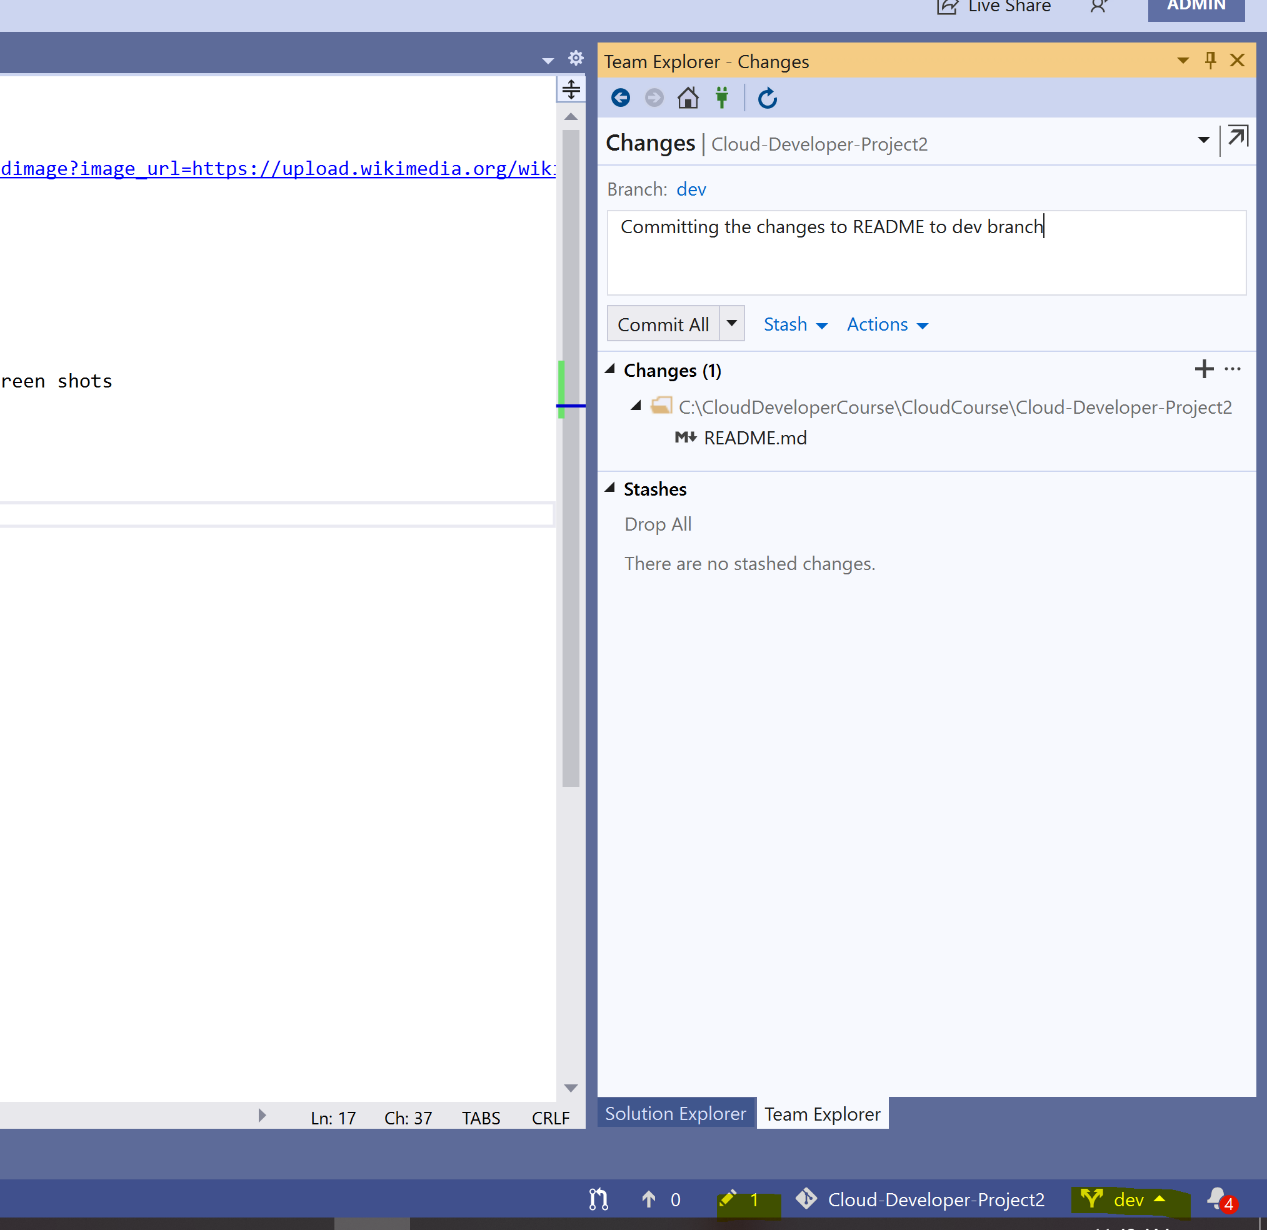 Live Share
ADMIN
Team Explorer - Changes
Changes | Cloud-Developer-Project2
dimage?image_url=https://upload.wikimedia.org/wiki
Branch: dev
Committing the changes to README to dev branch
Commit All Stash Actions
Changes (1)
reen shots
C:\CloudDeveloperCourse\CloudCourse\Cloud-Developer-Project2
README.md
Stashes
Drop All
There are no stashed changes.
Ln: 17 Ch: 37 TABS CRLF
Solution Explorer Team Explorer
0 1 Cloud-Developer-Project2 dev 4